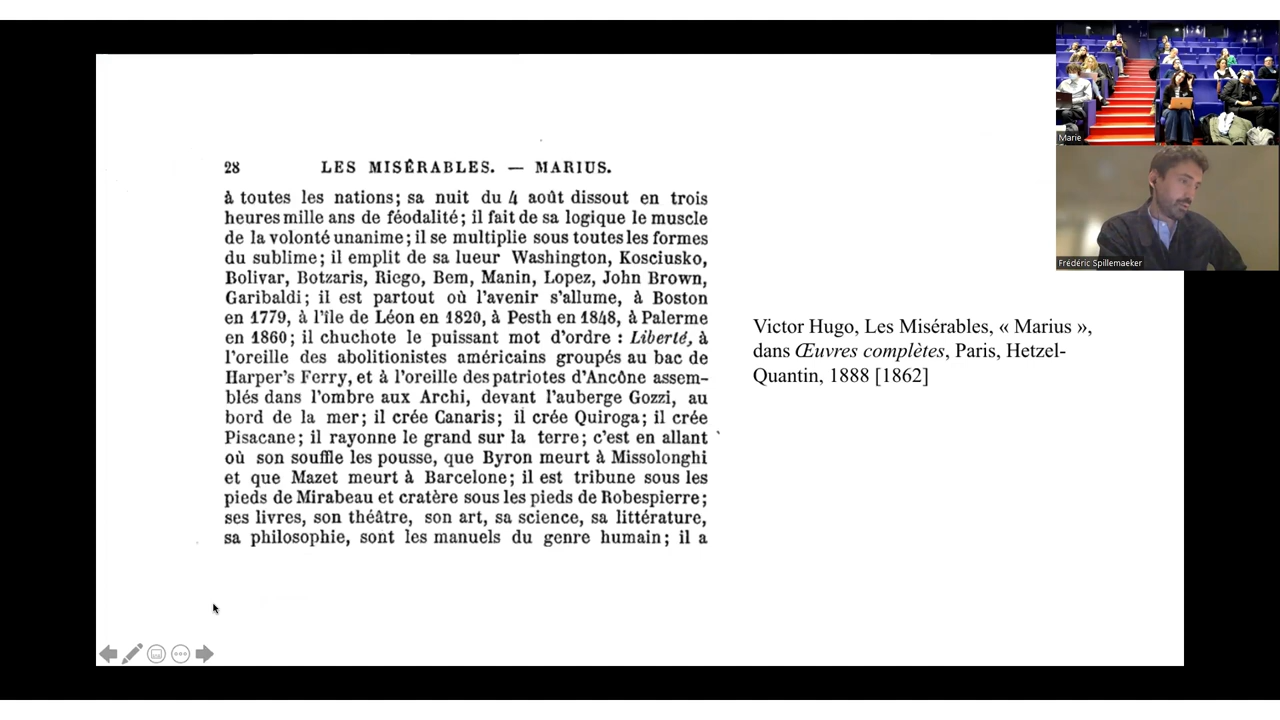 28 LES MISÉRABLES. — MARIUS.
à toutes les nations; sa nuit du 4 août dissout en trois
heures mille ans de féodalité; il fait de sa logique le muscle
de la volonté unanime; il se multiplie sous toutes les formes
du sublime; il emplit de sa lueur Washington, Kosciusko,
Bolivar, Botzaris, Riego, Bem, Manin, Lopez, John Brown,
Garibaldi; il est partout où l'avenir s'allume, à Boston
en 1779, à l'île de Léon en 1820, à Pesth en 1848, à Palerme
en 1860; il chuchote le puissant mot d'ordre : Liberté, à
l'oreille des abolitionistes américains groupés au bac de
Harper's Ferry, et à l'oreille des patriotes d'Ancône assem-
blés dans l'ombre aux Archi, devant l'auberge Gozzi, au
bord de la mer; il crée Canaris; il crée Quiroga; il crée
Pisacane; il rayonne le grand sur la terre; c'est en allant
où son souffle les pousse, que Byron meurt à Missolonghi
et que Mazet meurt à Barcelone; il est tribune sous les
pieds de Mirabeau et cratère sous les pieds de Robespierre;
ses livres, son théâtre, son art, sa science, sa littérature,
sa philosophie, sont les manuels du genre humain; il a
Victor Hugo, Les Misérables, « Marius »,
dans Œuvres complètes, Paris, Hetzel-
Quantin, 1888 [1862]
Marie
Frédéric Spillemaeker